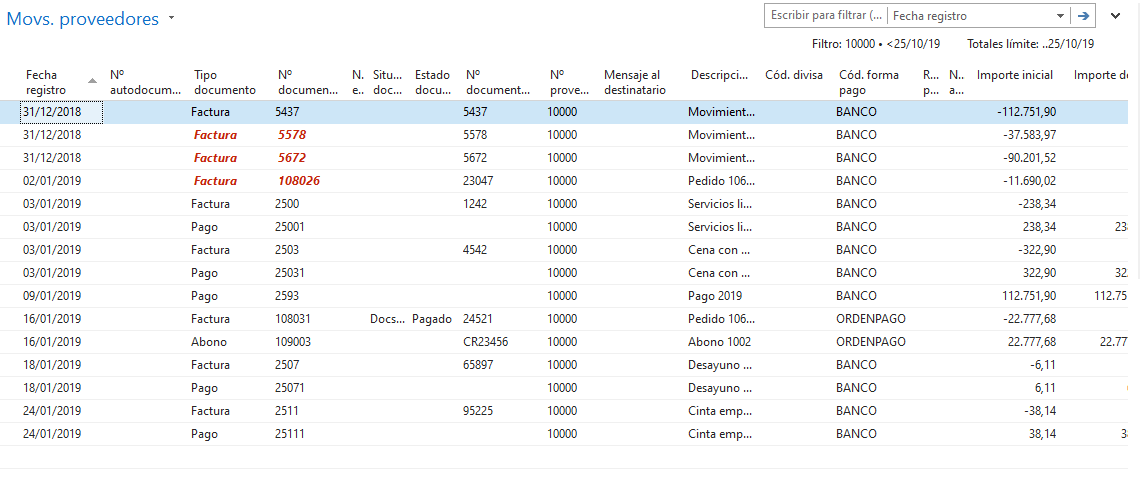 Movs. proveedores
Escribir para filtrar (... Fecha registro
Filtro: 10000 • <25/10/19 Totales límite: ..25/10/19
Fecha registro Nº autodocum... Tipo documento Nº documen... N. e.. Situ... doc... Estado docu... Nº document... Nº prove... Mensaje al destinatario Descripci... Cód. divisa Cód. forma pago R... p... N.. a... Importe inicial Importe de
31/12/2018 Factura 5437 5437 10000 Movimient... BANCO -112.751,90
31/12/2018 Factura 5578 5578 10000 Movimient... BANCO -37.583,97
31/12/2018 Factura 5672 5672 10000 Movimient... BANCO -90.201,52
02/01/2019 Factura 108026 23047 10000 Pedido 106... BANCO -11.690,02
03/01/2019 Factura 2500 1242 10000 Servicios li... BANCO -238,34
03/01/2019 Pago 25001 10000 Servicios li... BANCO 238,34 238
03/01/2019 Factura 2503 4542 10000 Cena con ... BANCO -322,90
03/01/2019 Pago 25031 10000 Cena con ... BANCO 322,90 322
09/01/2019 Pago 2593 10000 Pago 2019 BANCO 112.751,90 112.75
16/01/2019 Factura 108031 Docs... Pagado 24521 10000 Pedido 106... ORDENPAGO -22.777,68
16/01/2019 Abono 109003 CR23456 10000 Abono 1002 ORDENPAGO 22.777,68 22.777
18/01/2019 Factura 2507 65897 10000 Desayuno ... BANCO -6,11
18/01/2019 Pago 25071 10000 Desayuno ... BANCO 6,11
24/01/2019 Factura 2511 95225 10000 Cinta emp... BANCO -38,14
24/01/2019 Pago 25111 10000 Cinta emp... BANCO 38,14 38